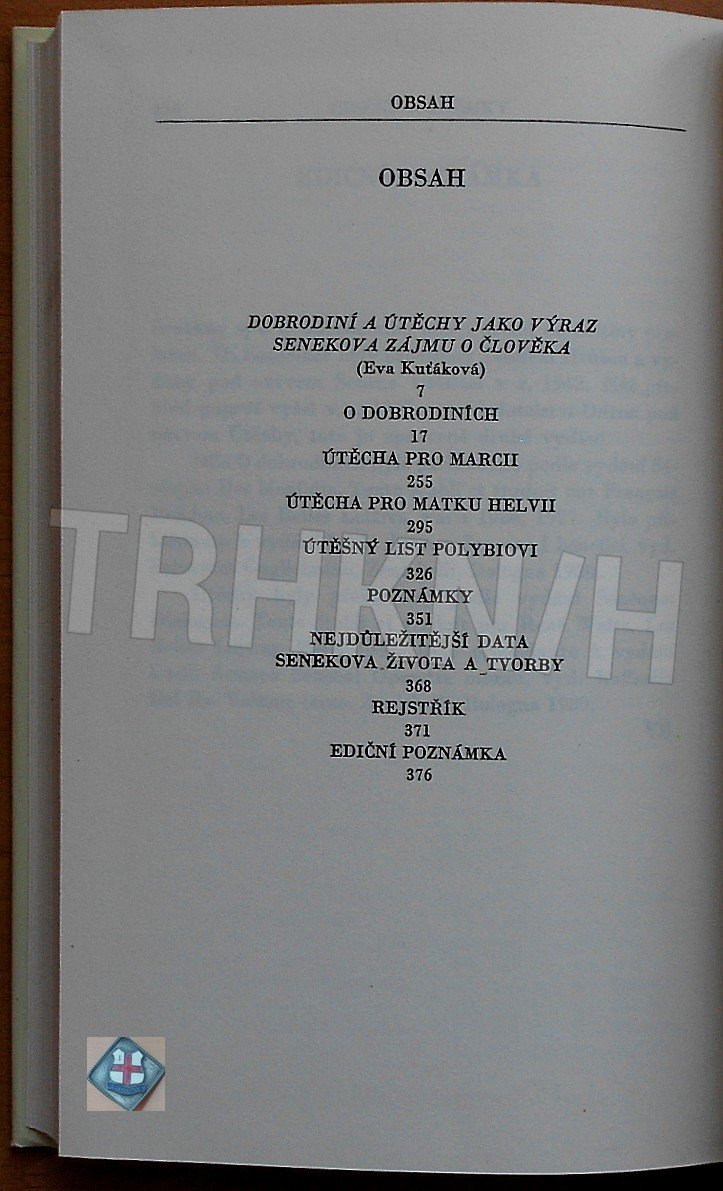 OBSAH
OBSAH
DOBRODINÍ A ÚTĚCHY JAKO VÝRAZ
SENEKOVA ZÁJMU O ČLOVĚKA
(Eva Kuťáková)
7
O DOBRODINÍCH
17
ÚTĚCHA PRO MARCII
255
ÚTĚCHA PRO MATKU HELVII
295
ÚTĚŠNÝ LIST POLYBIOVI
326
POZNÁMKY
351
NEJDŮLEŽITĚJŠÍ DATA
SENEKOVA ŽIVOTA A TVORBY
368
REJSTŘÍK
371
EDIČNÍ POZNÁMKA
376
TRHKN/H